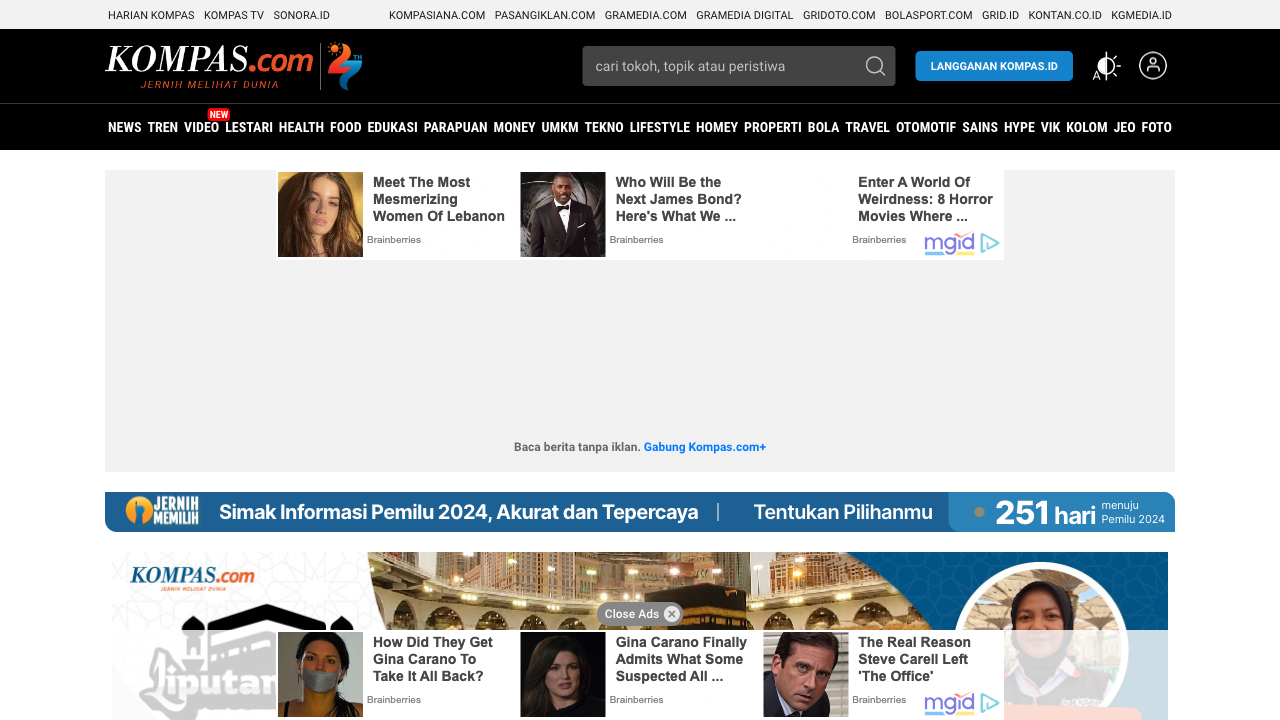 HARIAN KOMPAS KOMPAS TV SONORA.ID KOMPASIANA.COM PASANGIKLAN.COM GRAMEDIA.COM GRAMEDIA DIGITAL GRIDOTO.COM BOLASPORT.COM GRID.ID KONTAN.CO.ID KGMEDIA.ID
KOMPAS.com
JERNIH MELIHAT DUNIA
27 TH
cari tokoh, topik atau peristiwa
LANGGANAN KOMPAS.ID
A
NEW
NEWS TREN VIDEO LESTARI HEALTH FOOD EDUKASI PARAPUAN MONEY UMKM TEKNO LIFESTYLE HOMEY PROPERTI BOLA TRAVEL OTOMOTIF SAINS HYPE VIK KOLOM JEO FOTO
Meet The Most
Mesmerizing
Women Of Lebanon
Brainberries
Who Will Be the
Next James Bond?
Here's What We ...
Brainberries
Enter A World Of
Weirdness: 8 Horror
Movies Where ...
Brainberries
mgid
Baca berita tanpa iklan. Gabung Kompas.com+
JERNIH
MEMILIH
Simak Informasi Pemilu 2024, Akurat dan Tepercaya | Tentukan Pilihanmu
251 hari
menuju
Pemilu 2024
KOMPAS.com
JERNIH MELIHAT DUNIA
Close Ads
liputan
How Did They Get
Gina Carano To
Take It All Back?
Brainberries
Gina Carano Finally
Admits What Some
Suspected All ...
Brainberries
The Real Reason
Steve Carell Left
'The Office'
Brainberries
mgid